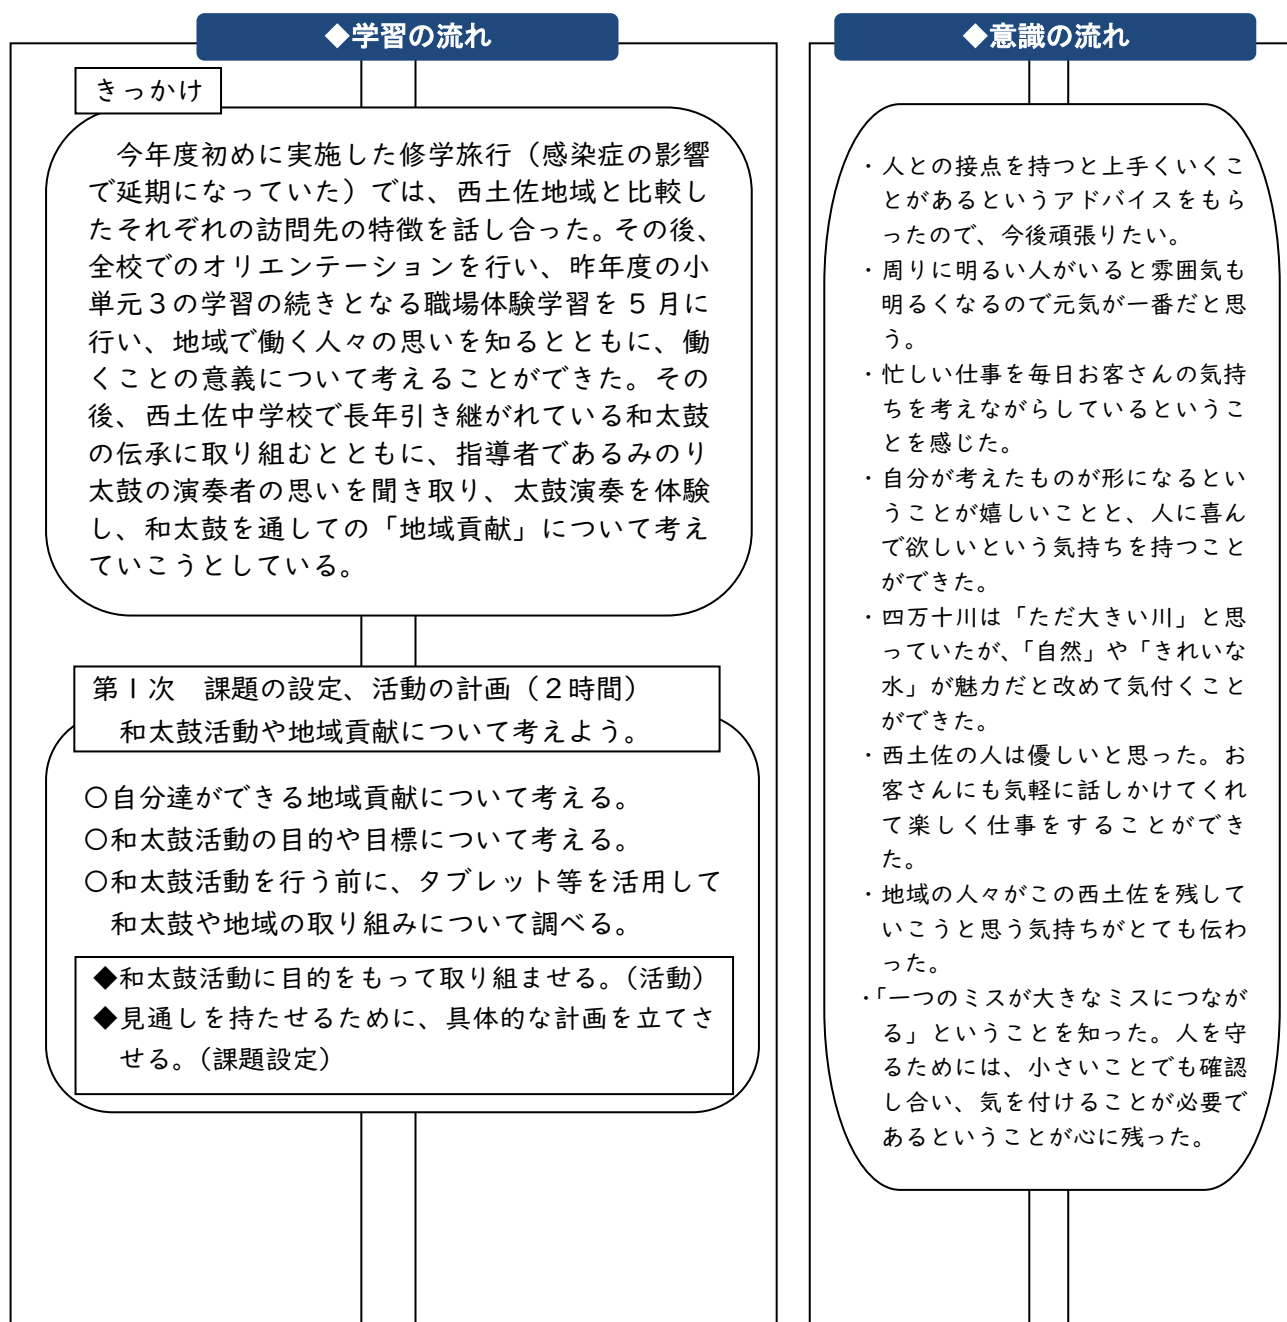 ◆学習の流れ
きっかけ
今年度初めに実施した修学旅行（感染症の影響
で延期になっていた）では、西土佐地域と比較し
たそれぞれの訪問先の特徴を話し合った。その後、
全校でのオリエンテーションを行い、昨年度の小
単元３の学習の続きとなる職場体験学習を 5 月に
行い、地域で働く人々の思いを知るとともに、働
くことの意義について考えることができた。その
後、西土佐中学校で長年引き継がれている和太鼓
の伝承に取り組むとともに、指導者であるみのり
太鼓の演奏者の思いを聞き取り、太鼓演奏を体験
し、和太鼓を通しての「地域貢献」について考え
ていこうとしている。
第１次　課題の設定、活動の計画（２時間）
和太鼓活動や地域貢献について考えよう。
〇自分達ができる地域貢献について考える。
〇和太鼓活動の目的や目標について考える。
〇和太鼓活動を行う前に、タブレット等を活用して
和太鼓や地域の取り組みについて調べる。
◆和太鼓活動に目的をもって取り組ませる。（活動）
◆見通しを持たせるために、具体的な計画を立てさ
せる。（課題設定）
◆意識の流れ
・人との接点を持つと上手くいくこ
とがあるというアドバイスをもら
ったので、今後頑張りたい。
・周りに明るい人がいると雰囲気も
明るくなるので元気が一番だと思
う。
・忙しい仕事を毎日お客さんの気持
ちを考えながらしているというこ
とを感じた。
・自分が考えたものが形になるとい
うことが嬉しいことと、人に喜ん
で欲しいという気持ちを持つこと
ができた。
・四万十川は「ただ大きい川」と思
っていたが、「自然」や「きれいな
水」が魅力だと改めて気付くこと
ができた。
・西土佐の人は優しいと思った。お
客さんにも気軽に話しかけてくれ
て楽しく仕事をすることができ
た。
・地域の人々がこの西土佐を残して
いこうと思う気持ちがとても伝わ
った。
・「一つのミスが大きなミスにつなが
る」ということを知った。人を守
るためには、小さいことでも確認
し合い、気を付けることが必要で
あるということが心に残った。